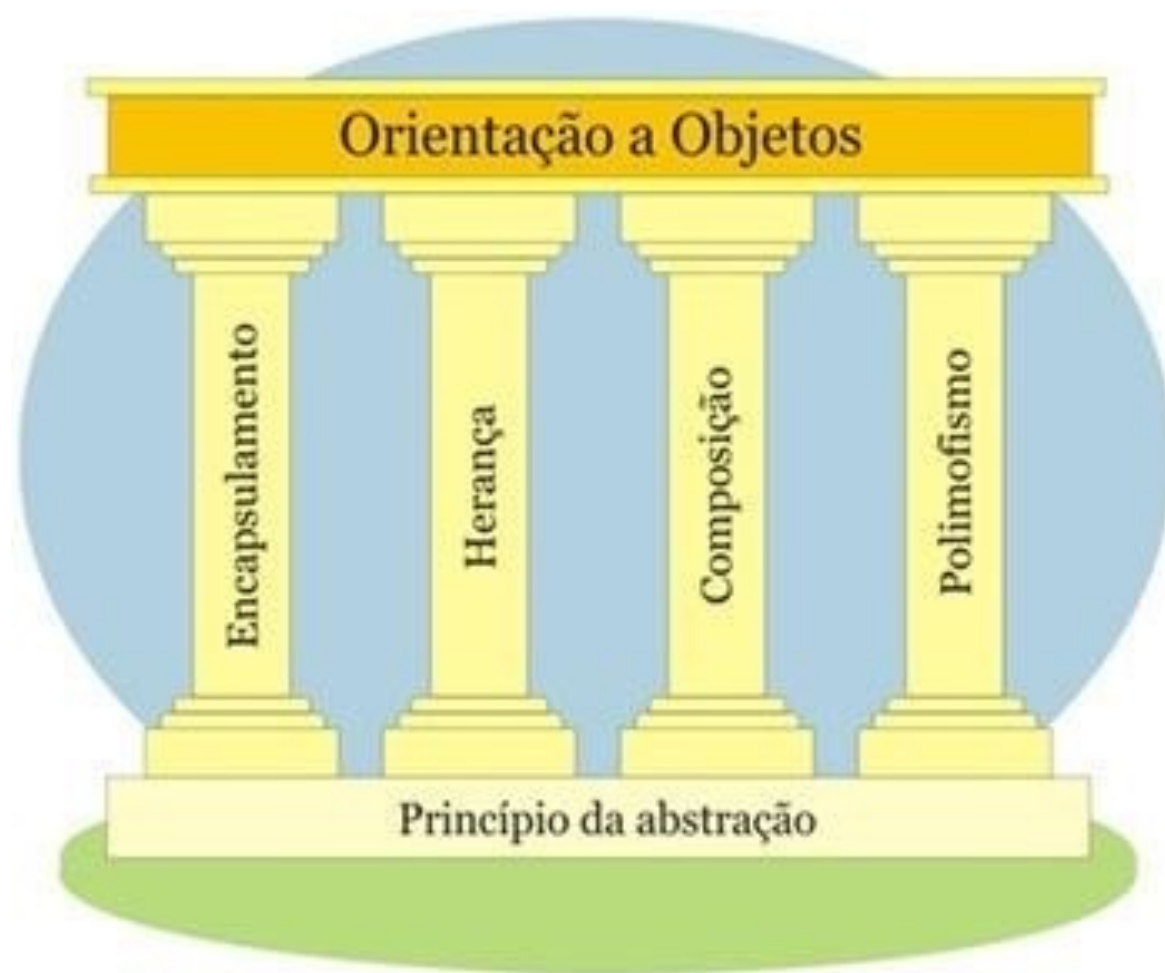 Orientação a Objetos
Encapsulamento
Herança
Composição
Polimofismo
Princípio da abstração